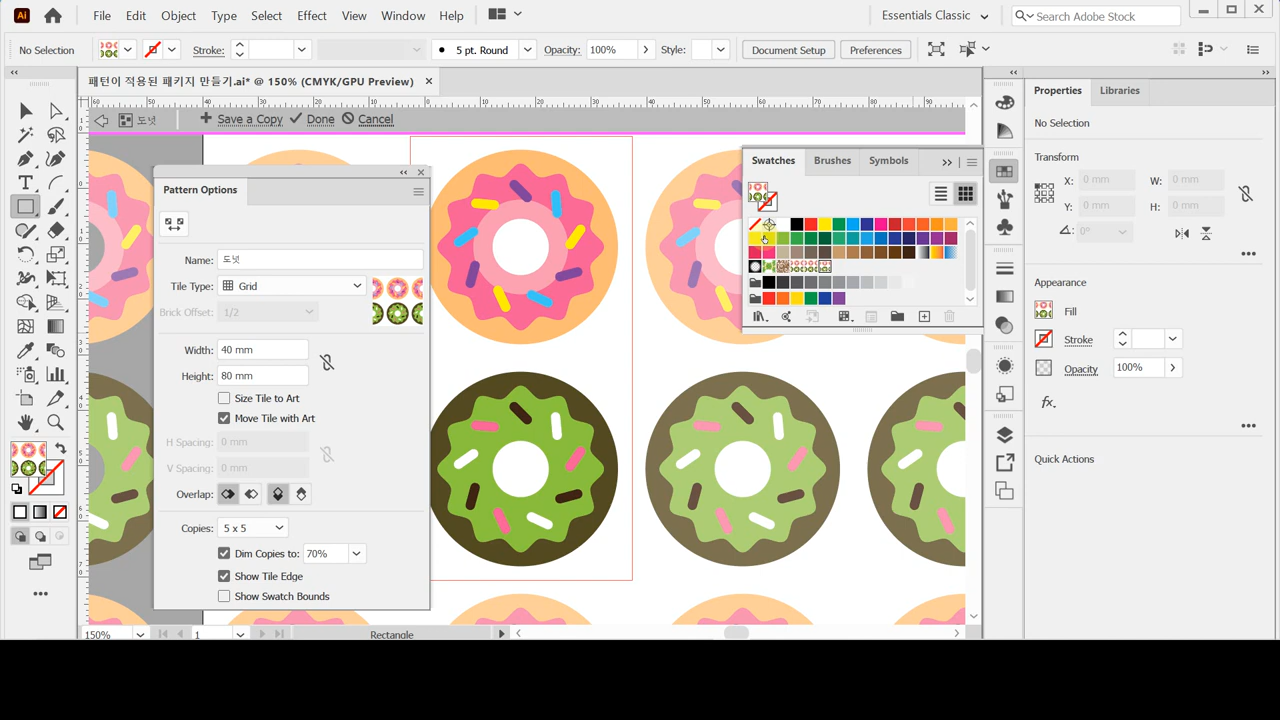 Ai File Edit Object Type Select Effect View Window Help Essentials Classic Search Adobe Stock
No Selection Stroke: 5 pt. Round Opacity: 100% Style: Document Setup Preferences
패턴이 적용된 패키지 만들기.ai* @ 150% (CMYK/GPU Preview)
도넛 Save a Copy Done Cancel
Pattern Options
Name: 도넛
Tile Type: Grid
Brick Offset: 1/2
Width: 40 mm
Height: 80 mm
Size Tile to Art
Move Tile with Art
H Spacing: 0 mm
V Spacing: 0 mm
Overlap:
Copies: 5 x 5
Dim Copies to: 70%
Show Tile Edge
Show Swatch Bounds
Swatches Brushes Symbols
Properties Libraries
No Selection
Transform
X: 0 mm W: 0 mm
Y: 0 mm H: 0 mm
0°
Appearance
Fill
Stroke
Opacity 100%
fx.
Quick Actions
150% 1 Rectangle